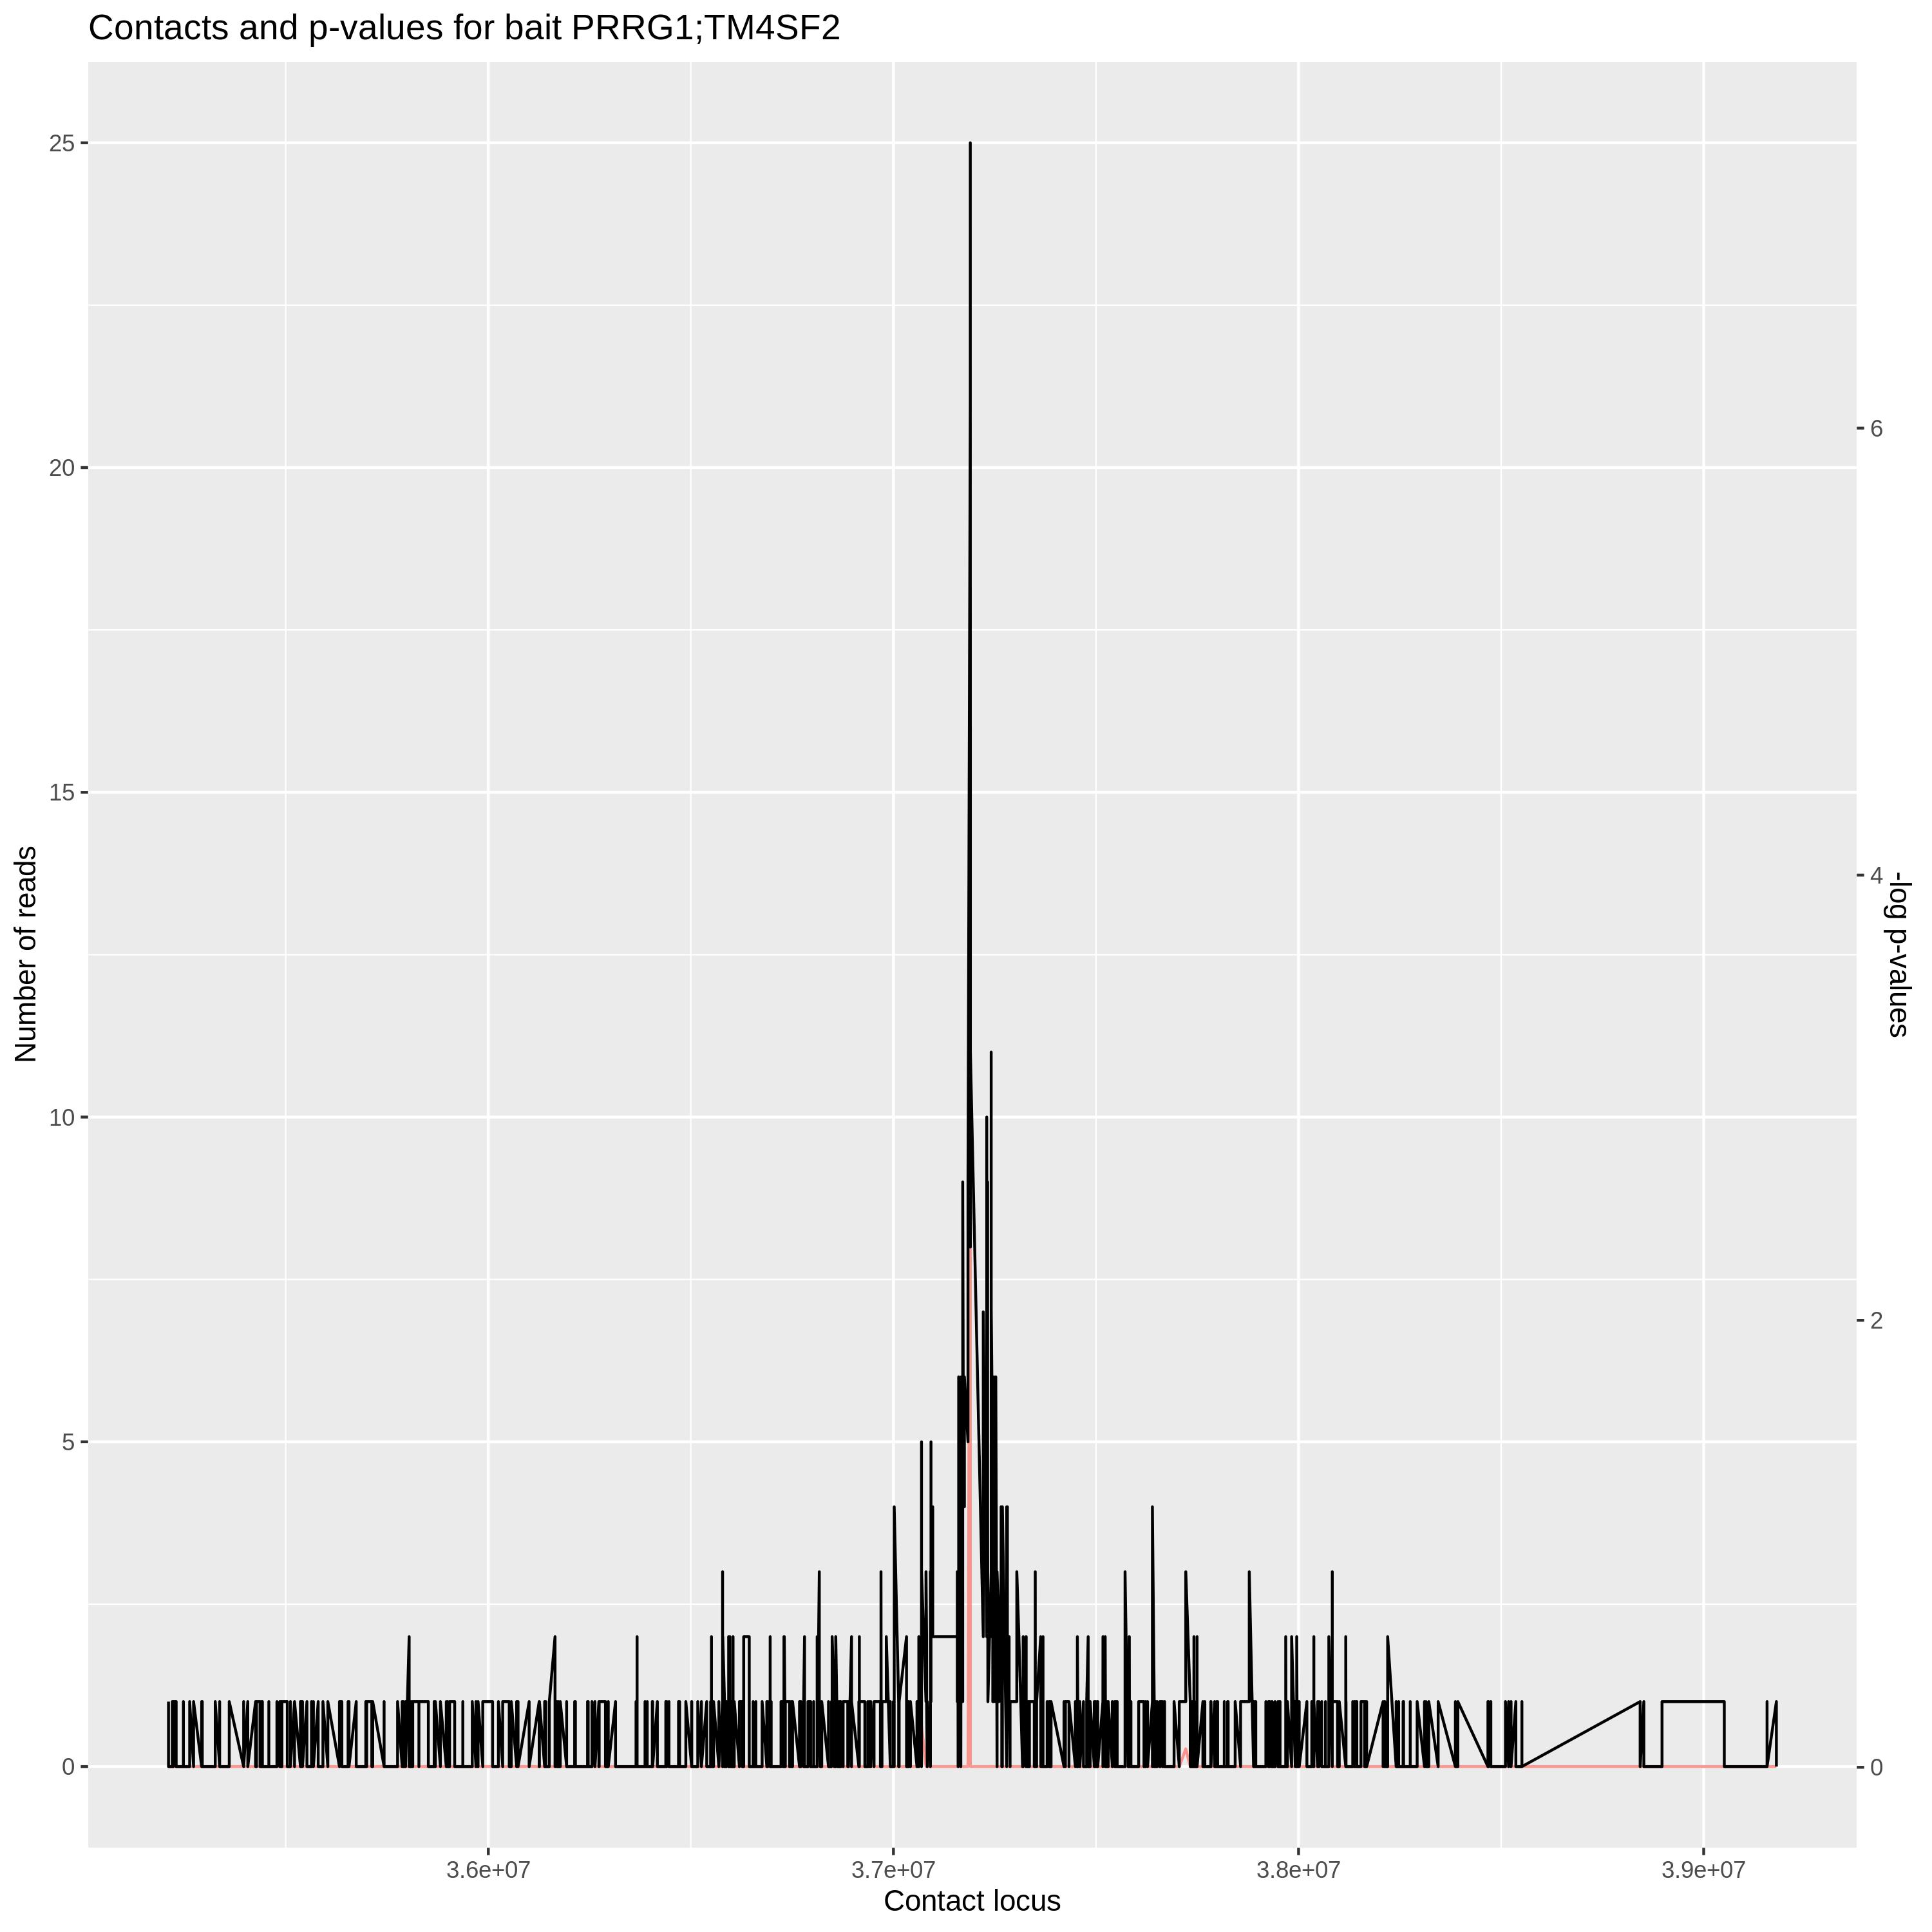 Contacts and p-values for bait PRRG1;TM4SF2
25
20
15
10
5
0
Number of reads
6
4
2
0
-log p-values
3.6e+07 3.7e+07 3.8e+07 3.9e+07
Contact locus